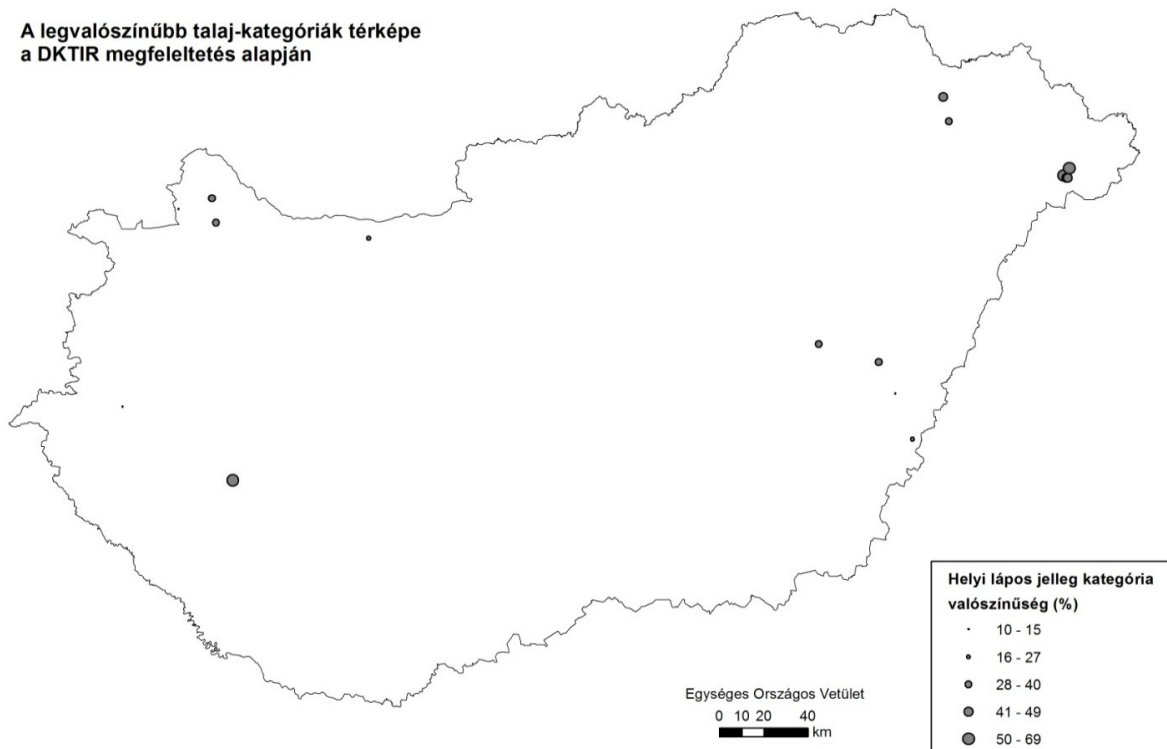 A legvalószínűbb talaj-kategóriák térképe
a DKTIR megfeleltetés alapján
Helyi lápos jelleg kategória
valószínűség (%)
10 - 15
16 - 27
28 - 40
41 - 49
50 - 69
Egységes Országos Vetület
0 10 20 40
km